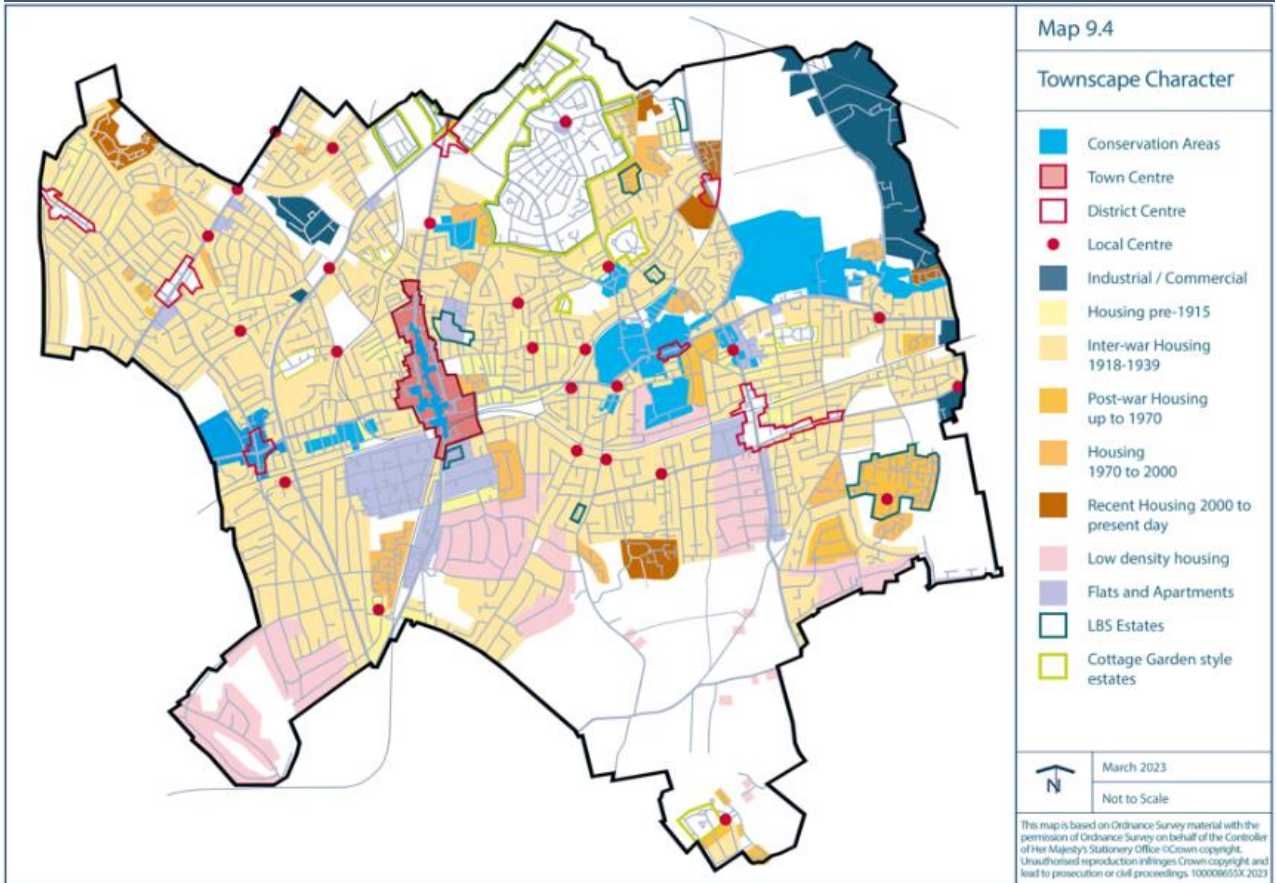 Map 9.4
Townscape Character
Conservation Areas
Town Centre
District Centre
Local Centre
Industrial / Commercial
Housing pre-1915
Inter-war Housing
1918-1939
Post-war Housing
up to 1970
Housing
1970 to 2000
Recent Housing 2000 to
present day
Low density housing
Flats and Apartments
LBS Estates
Cottage Garden style
estates
N
March 2023
Not to Scale
This map is based on Ordnance Survey material with the
permission of Ordnance Survey on behalf of the Controller
of Her Majesty's Stationery Office ©Crown copyright.
Unauthorised reproduction infringes Crown copyright and
lead to prosecution or civil proceedings. 100008655X 2023